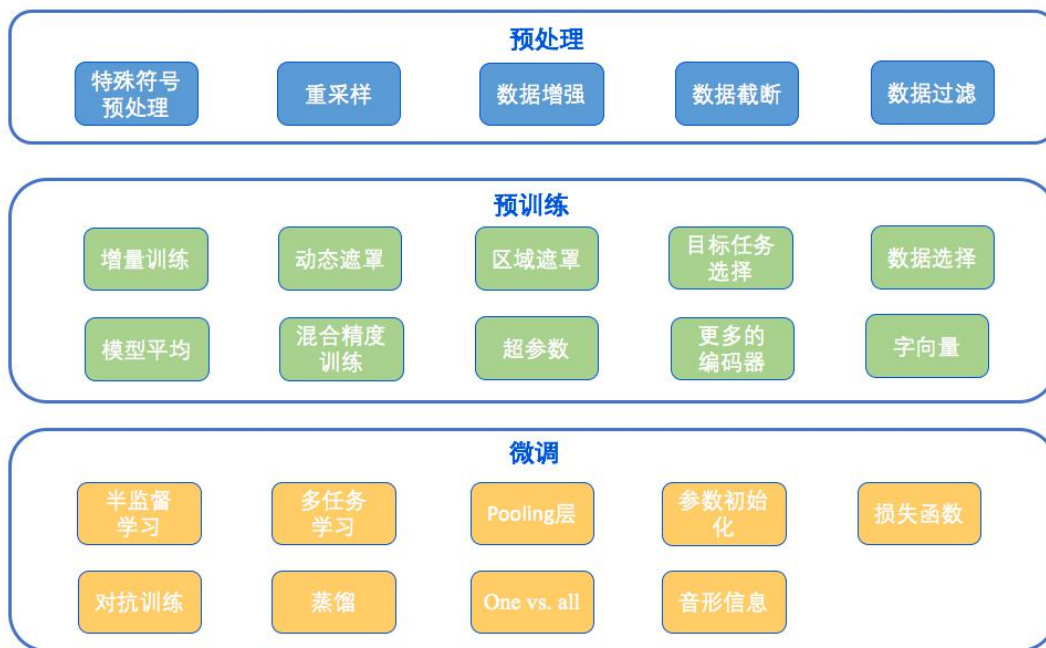 预处理
特殊符号
预处理
重采样
数据增强
数据截断
数据过滤
预训练
增量训练
动态遮罩
区域遮罩
目标任务
选择
数据选择
模型平均
混合精度
训练
超参数
更多的
编码器
字向量
微调
半监督
学习
多任务
学习
Pooling层
参数初始
化
损失函数
对抗训练
蒸馏
One vs. all
音形信息